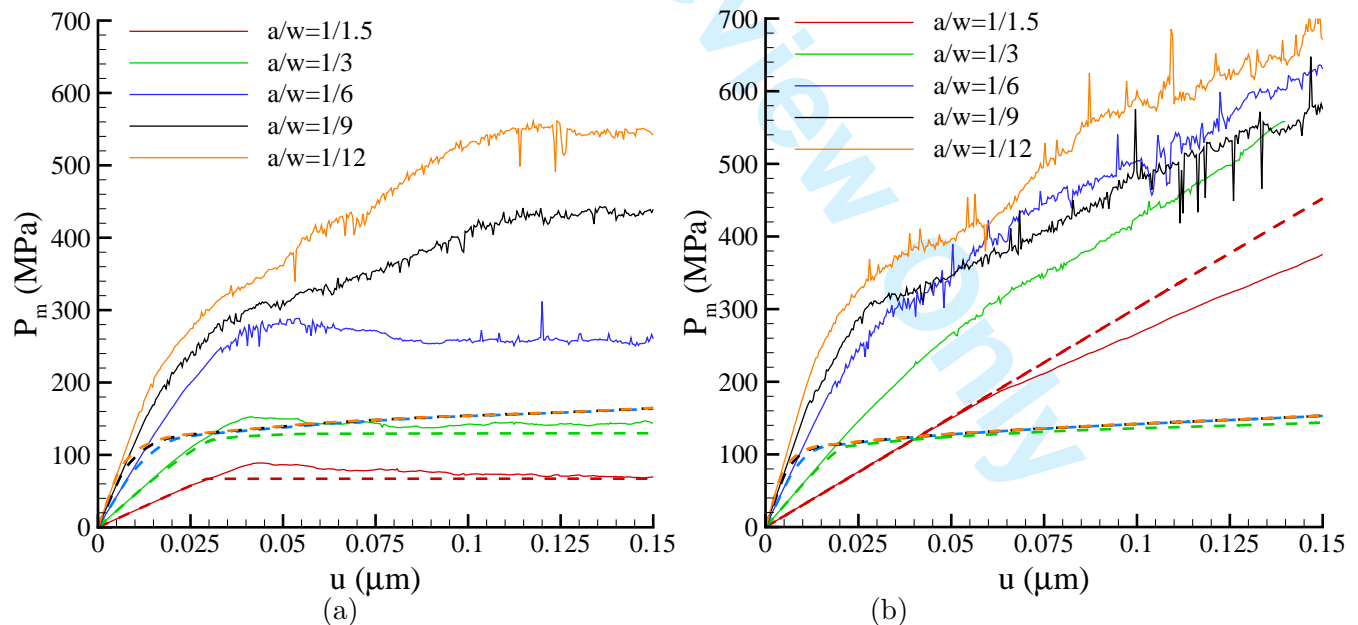 700
600
500
400
300
200
100
0
P_m (MPa)
a/w=1/1.5
a/w=1/3
a/w=1/6
a/w=1/9
a/w=1/12
0 0.025 0.05 0.075 0.1 0.125 0.15
u (μm)
(a)
700
600
500
400
300
200
100
0
P_m (MPa)
a/w=1/1.5
a/w=1/3
a/w=1/6
a/w=1/9
a/w=1/12
0 0.025 0.05 0.075 0.1 0.125 0.15
u (μm)
(b)
view Only